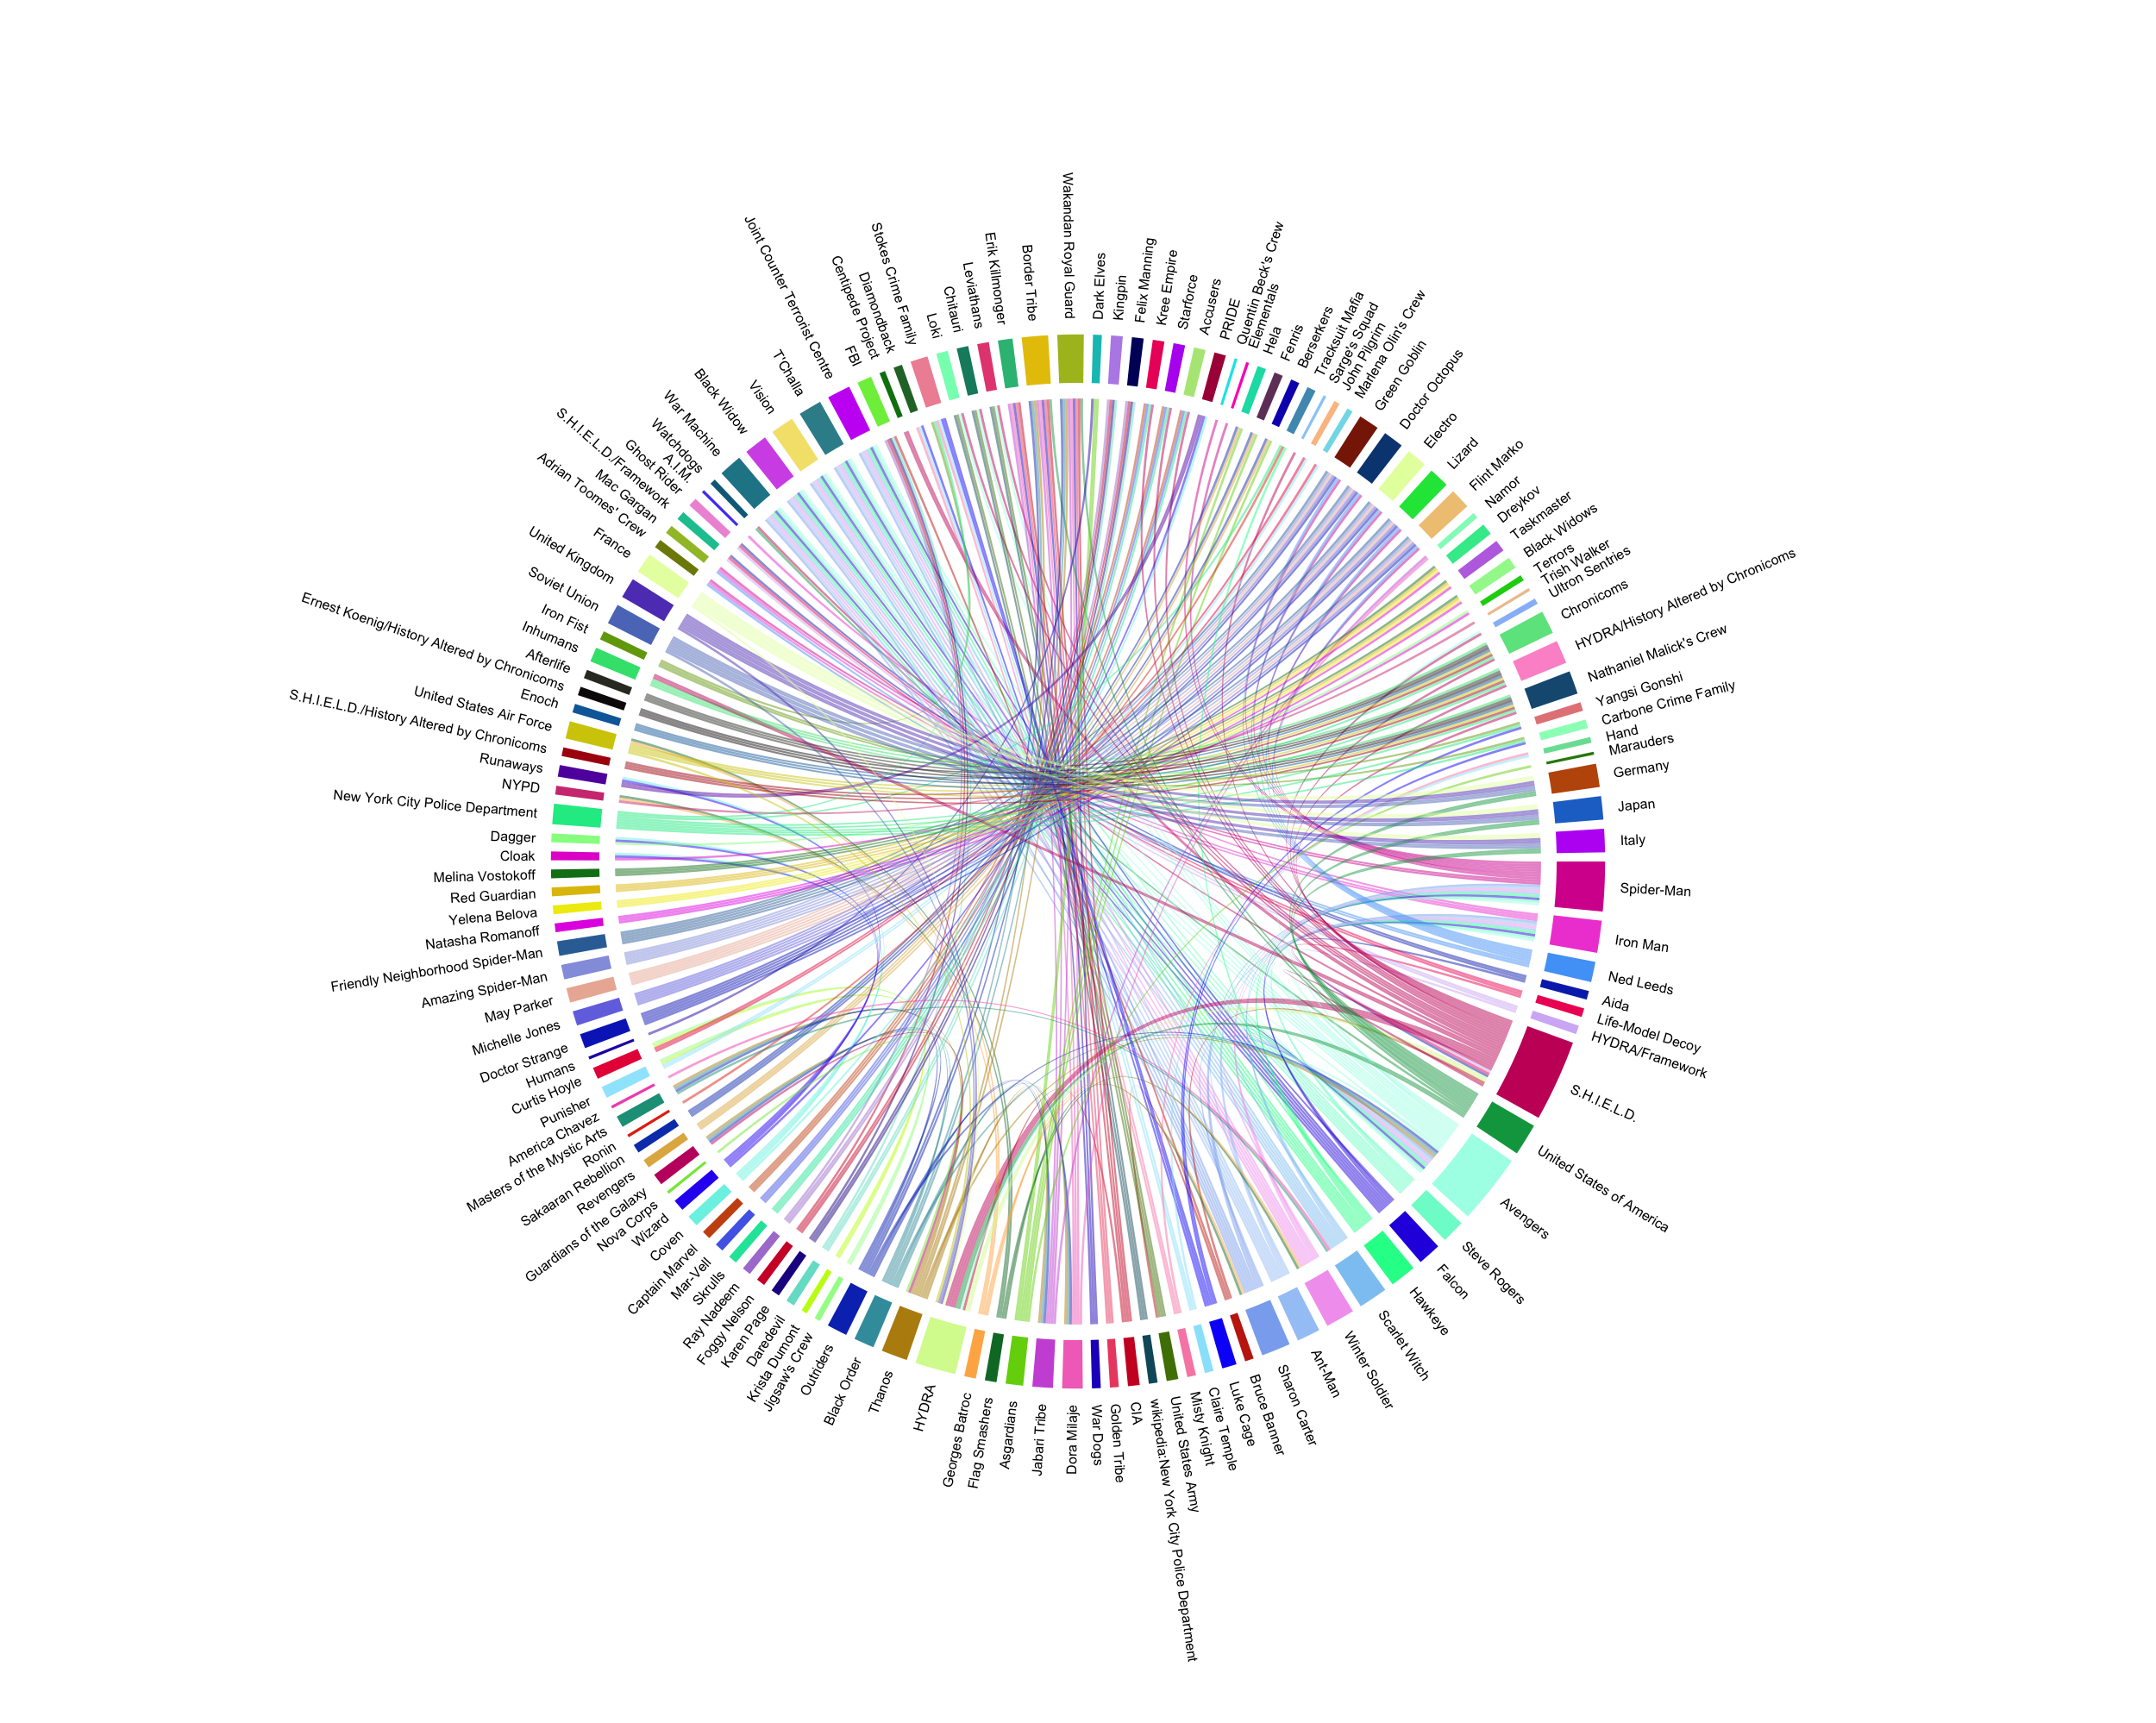 Wakandan Royal Guard
Dark Elves
Kingpin
Felix Manning
Kree Empire
Starforce
Accusers
PRIDE
Quentin Beck's Crew
Elementals
Hela
Fenris
Berserkers
Tracksuit Mafia
Sarge's Squad
John Pilgrim
Marlena Olin's Crew
Green Goblin
Doctor Octopus
Electro
Lizard
Flint Marko
Namor
Dreykov
Taskmaster
Black Widows
Terrors
Trish Walker
Ultron Sentries
Chronicoms
HYDRA/History Altered by Chronicoms
Nathaniel Malick's Crew
Yangsi Gonshi
Carbone Crime Family
Hand
Marauders
Germany
Japan
Italy
Spider-Man
Iron Man
Ned Leeds
Aida
Life-Model Decoy
HYDRA/Framework
S.H.I.E.L.D.
United States of America
Avengers
Steve Rogers
Falcon
Hawkeye
Scarlet Witch
Winter Soldier
Ant-Man
Sharon Carter
Bruce Banner
Luke Cage
Claire Temple
Misty Knight
United States Army
wikipedia:New York City Police Department
CIA
Golden Tribe
War Dogs
Dora Milaje
Jabari Tribe
Asgardians
Flag Smashers
Georges Batroc
HYDRA
Thanos
Black Order
Outriders
Jigsaw's Crew
Krista Dumont
Daredevil
Karen Page
Foggy Nelson
Ray Nadeem
Skrulls
Mar-Vell
Captain Marvel
Coven
Wizard
Nova Corps
Guardians of the Galaxy
Revengers
Sakaaran Rebellion
Ronin
Masters of the Mystic Arts
America Chavez
Punisher
Curtis Hoyle
Humans
Doctor Strange
Michelle Jones
May Parker
Amazing Spider-Man
Friendly Neighborhood Spider-Man
Natasha Romanoff
Yelena Belova
Red Guardian
Melina Vostokoff
Cloak
Dagger
New York City Police Department
NYPD
Runaways
S.H.I.E.L.D./History Altered by Chronicoms
United States Air Force
Enoch
Ernest Koenig/History Altered by Chronicoms
Afterlife
Inhumans
Iron Fist
Soviet Union
United Kingdom
France
Adrian Toomes' Crew
Mac Gargan
S.H.I.E.L.D./Framework
Ghost Rider
A.I.M.
Watchdogs
War Machine
Black Widow
Vision
T'Challa
Joint Counter Terrorist Centre
FBI
Centipede Project
Diamondback
Stokes Crime Family
Loki
Chitauri
Leviathans
Erik Killmonger
Border Tribe